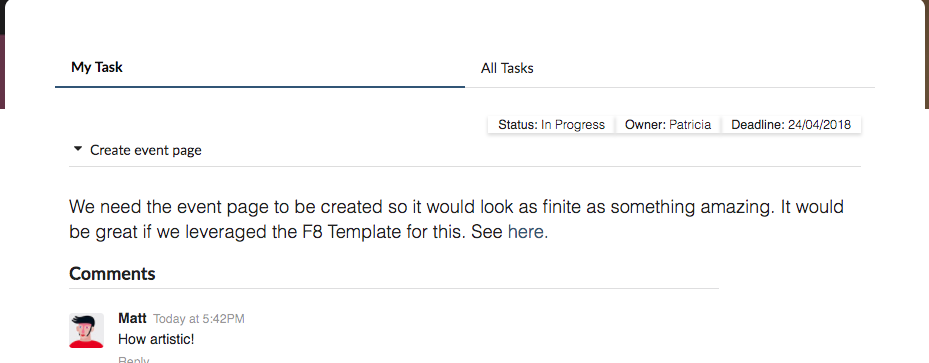 My Task
All Tasks
Status: In Progress
Owner: Patricia
Deadline: 24/04/2018
Create event page
We need the event page to be created so it would look as finite as something amazing. It would
be great if we leveraged the F8 Template for this. See here.
Comments
Matt Today at 5:42PM
How artistic!
Reply